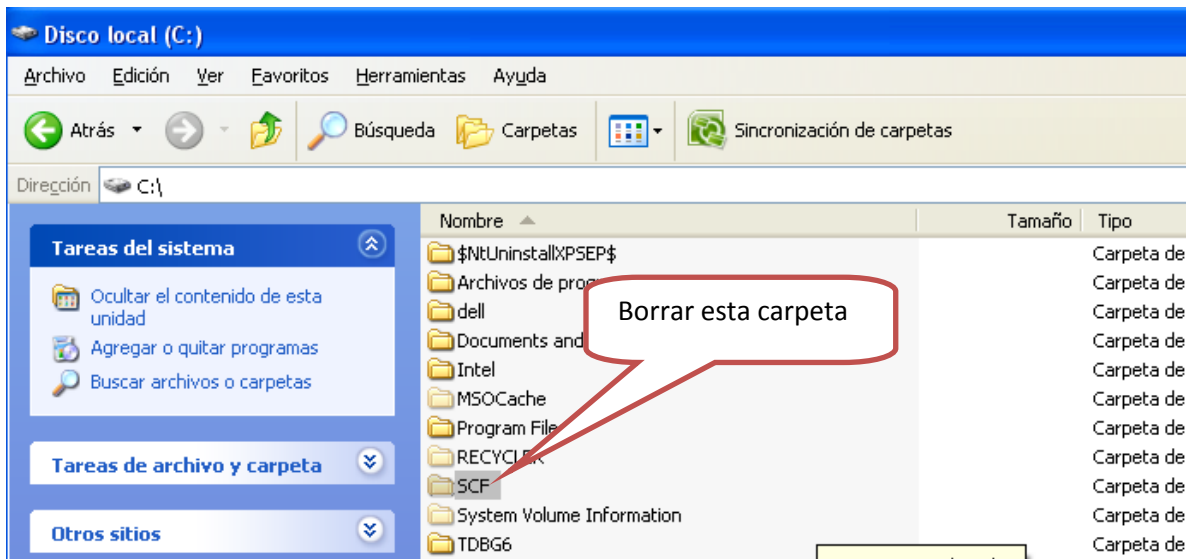 Disco local (C:)
Archivo Edición Ver Favoritos Herramientas Ayuda
Atrás Búsqueda Carpetas Sincronización de carpetas
Dirección C:\
Nombre Tamaño Tipo
Tareas del sistema
Ocultar el contenido de esta
unidad
Agregar o quitar programas
Buscar archivos o carpetas
Tareas de archivo y carpeta
Otros sitios
$NtUninstallXPSEP$ Carpeta de
Archivos de Carpeta de
dell Carpeta de
Documents and Carpeta de
Intel Carpeta de
MSOCache Carpeta de
Program File Carpeta de
RECYCLER Carpeta de
SCF Carpeta de
System Volume Information Carpeta de
TDBG6 Carpeta de
Borrar esta carpeta